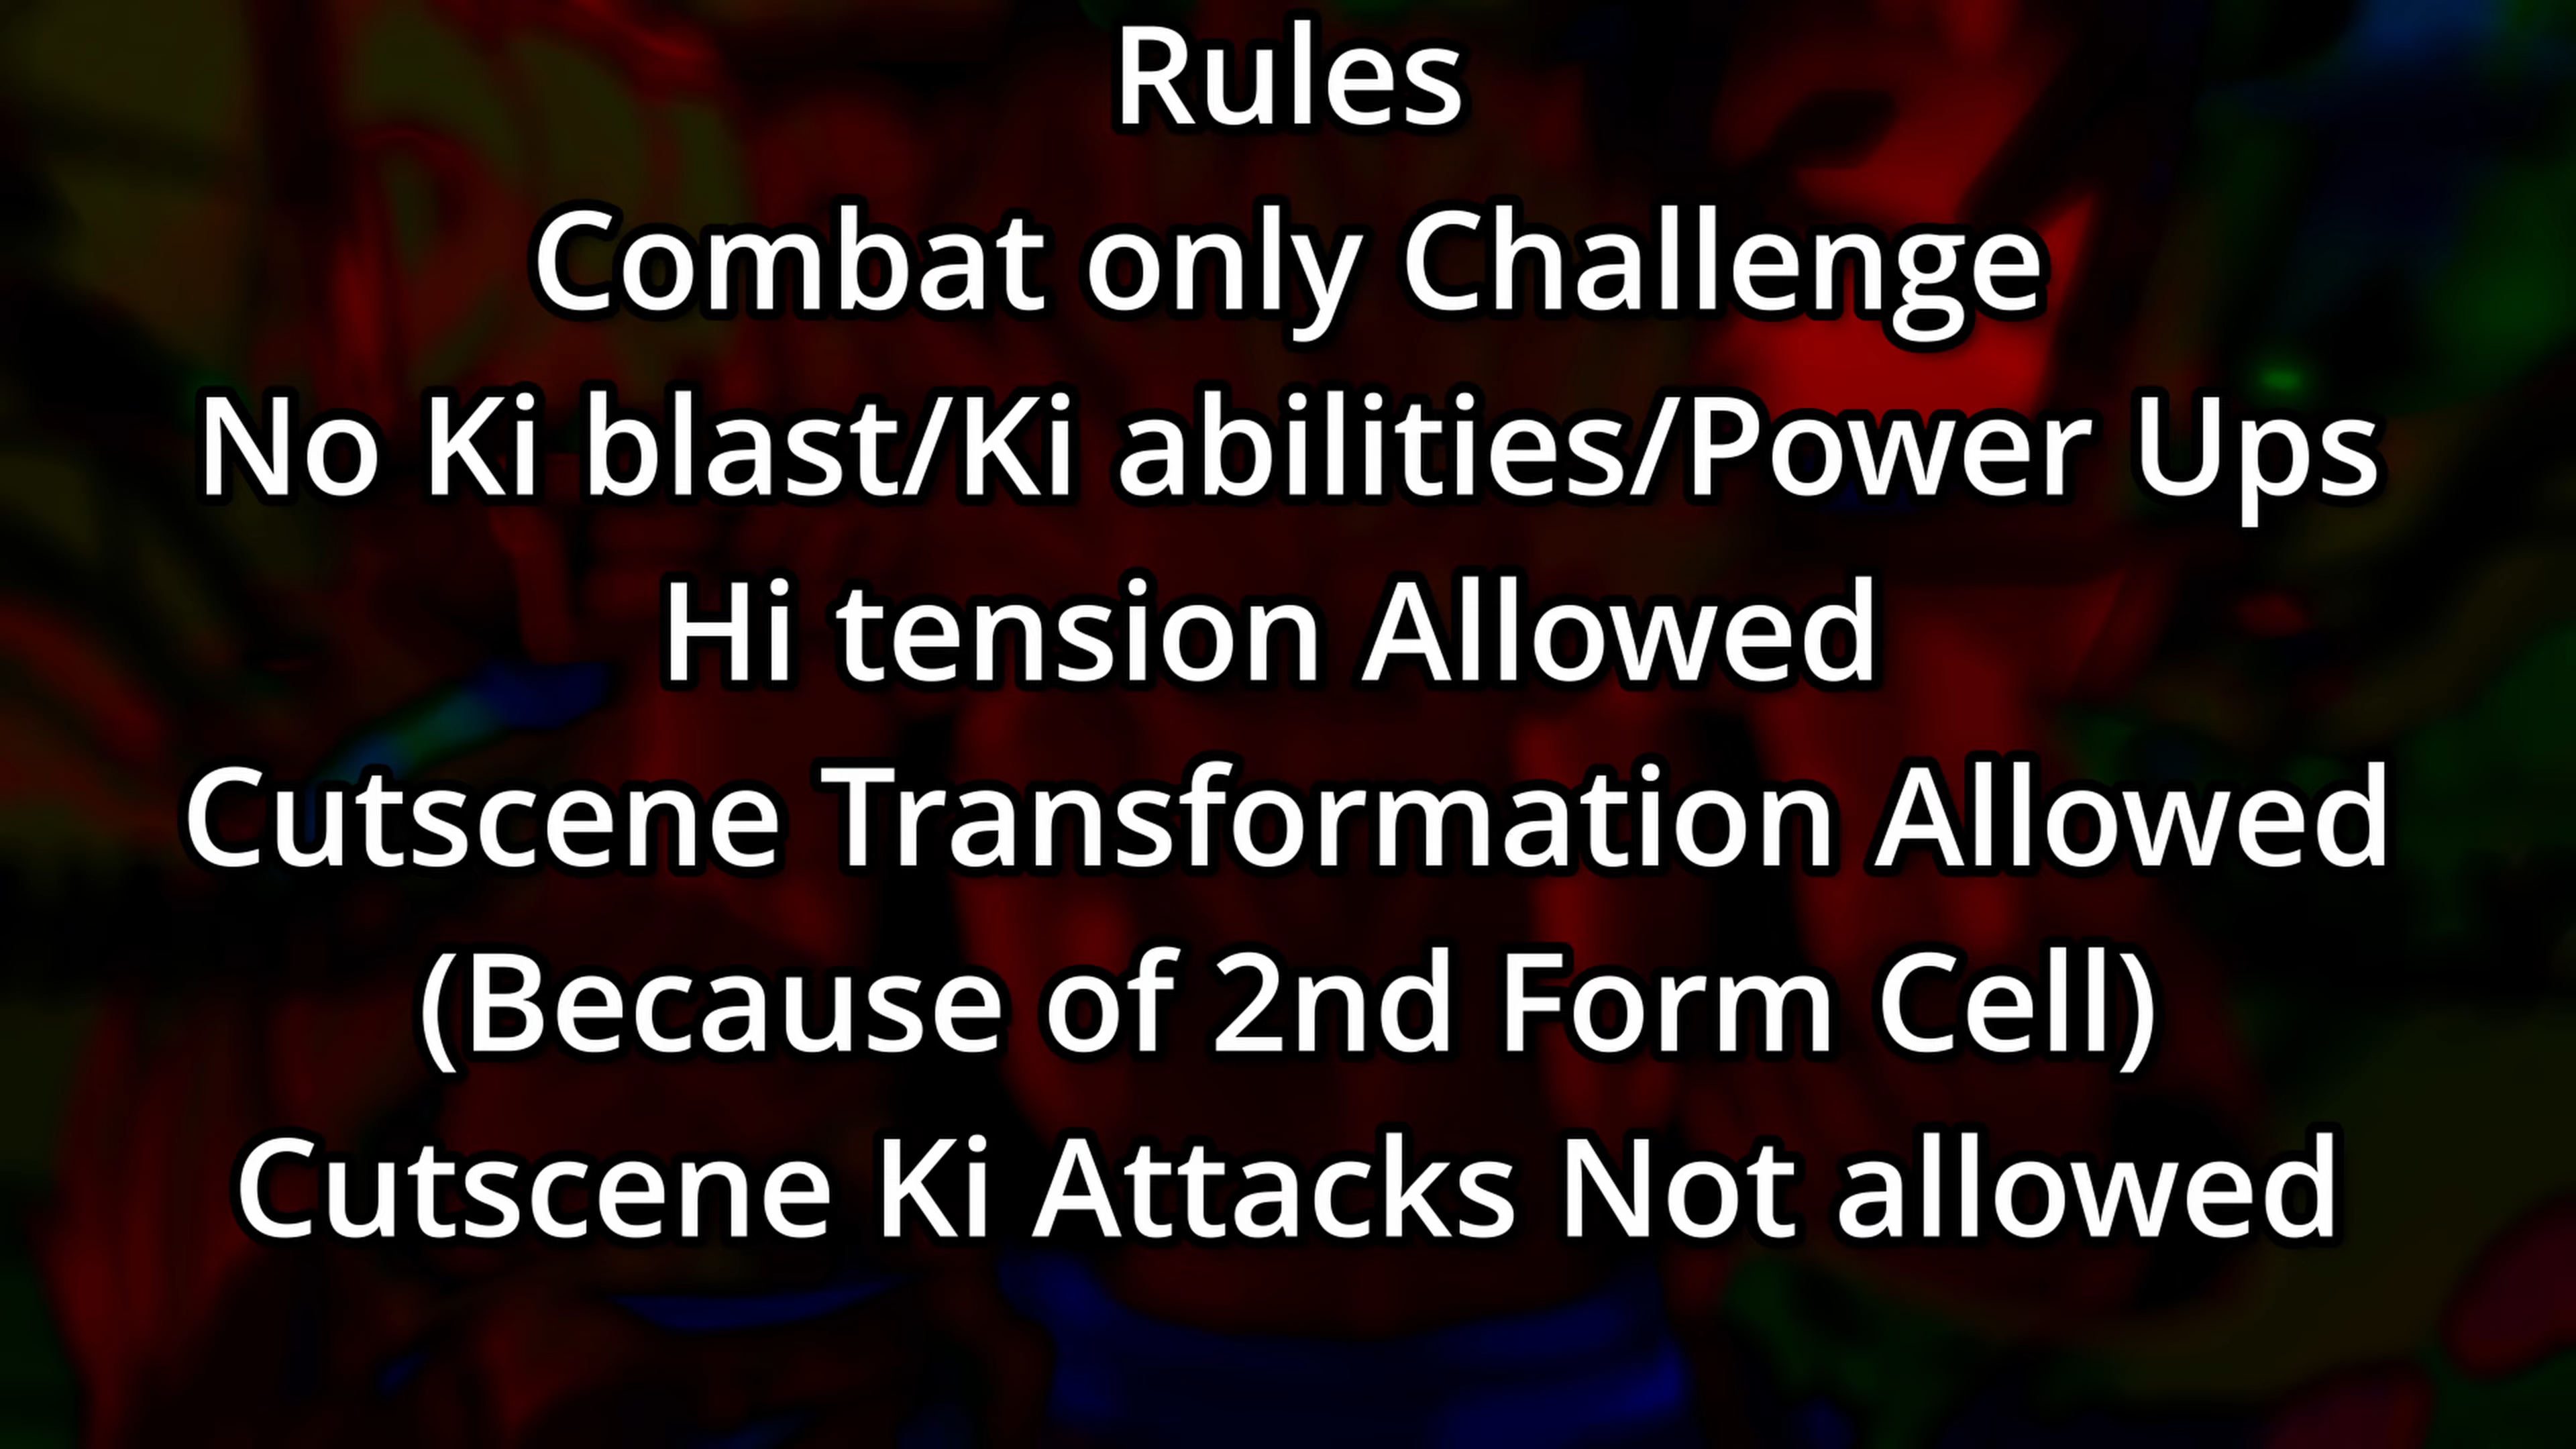 Rules
Combat only Challenge
No Ki blast/Ki abilities/Power Ups
Hi tension Allowed
Cutscene Transformation Allowed
(Because of 2nd Form Cell)
Cutscene Ki Attacks Not allowed